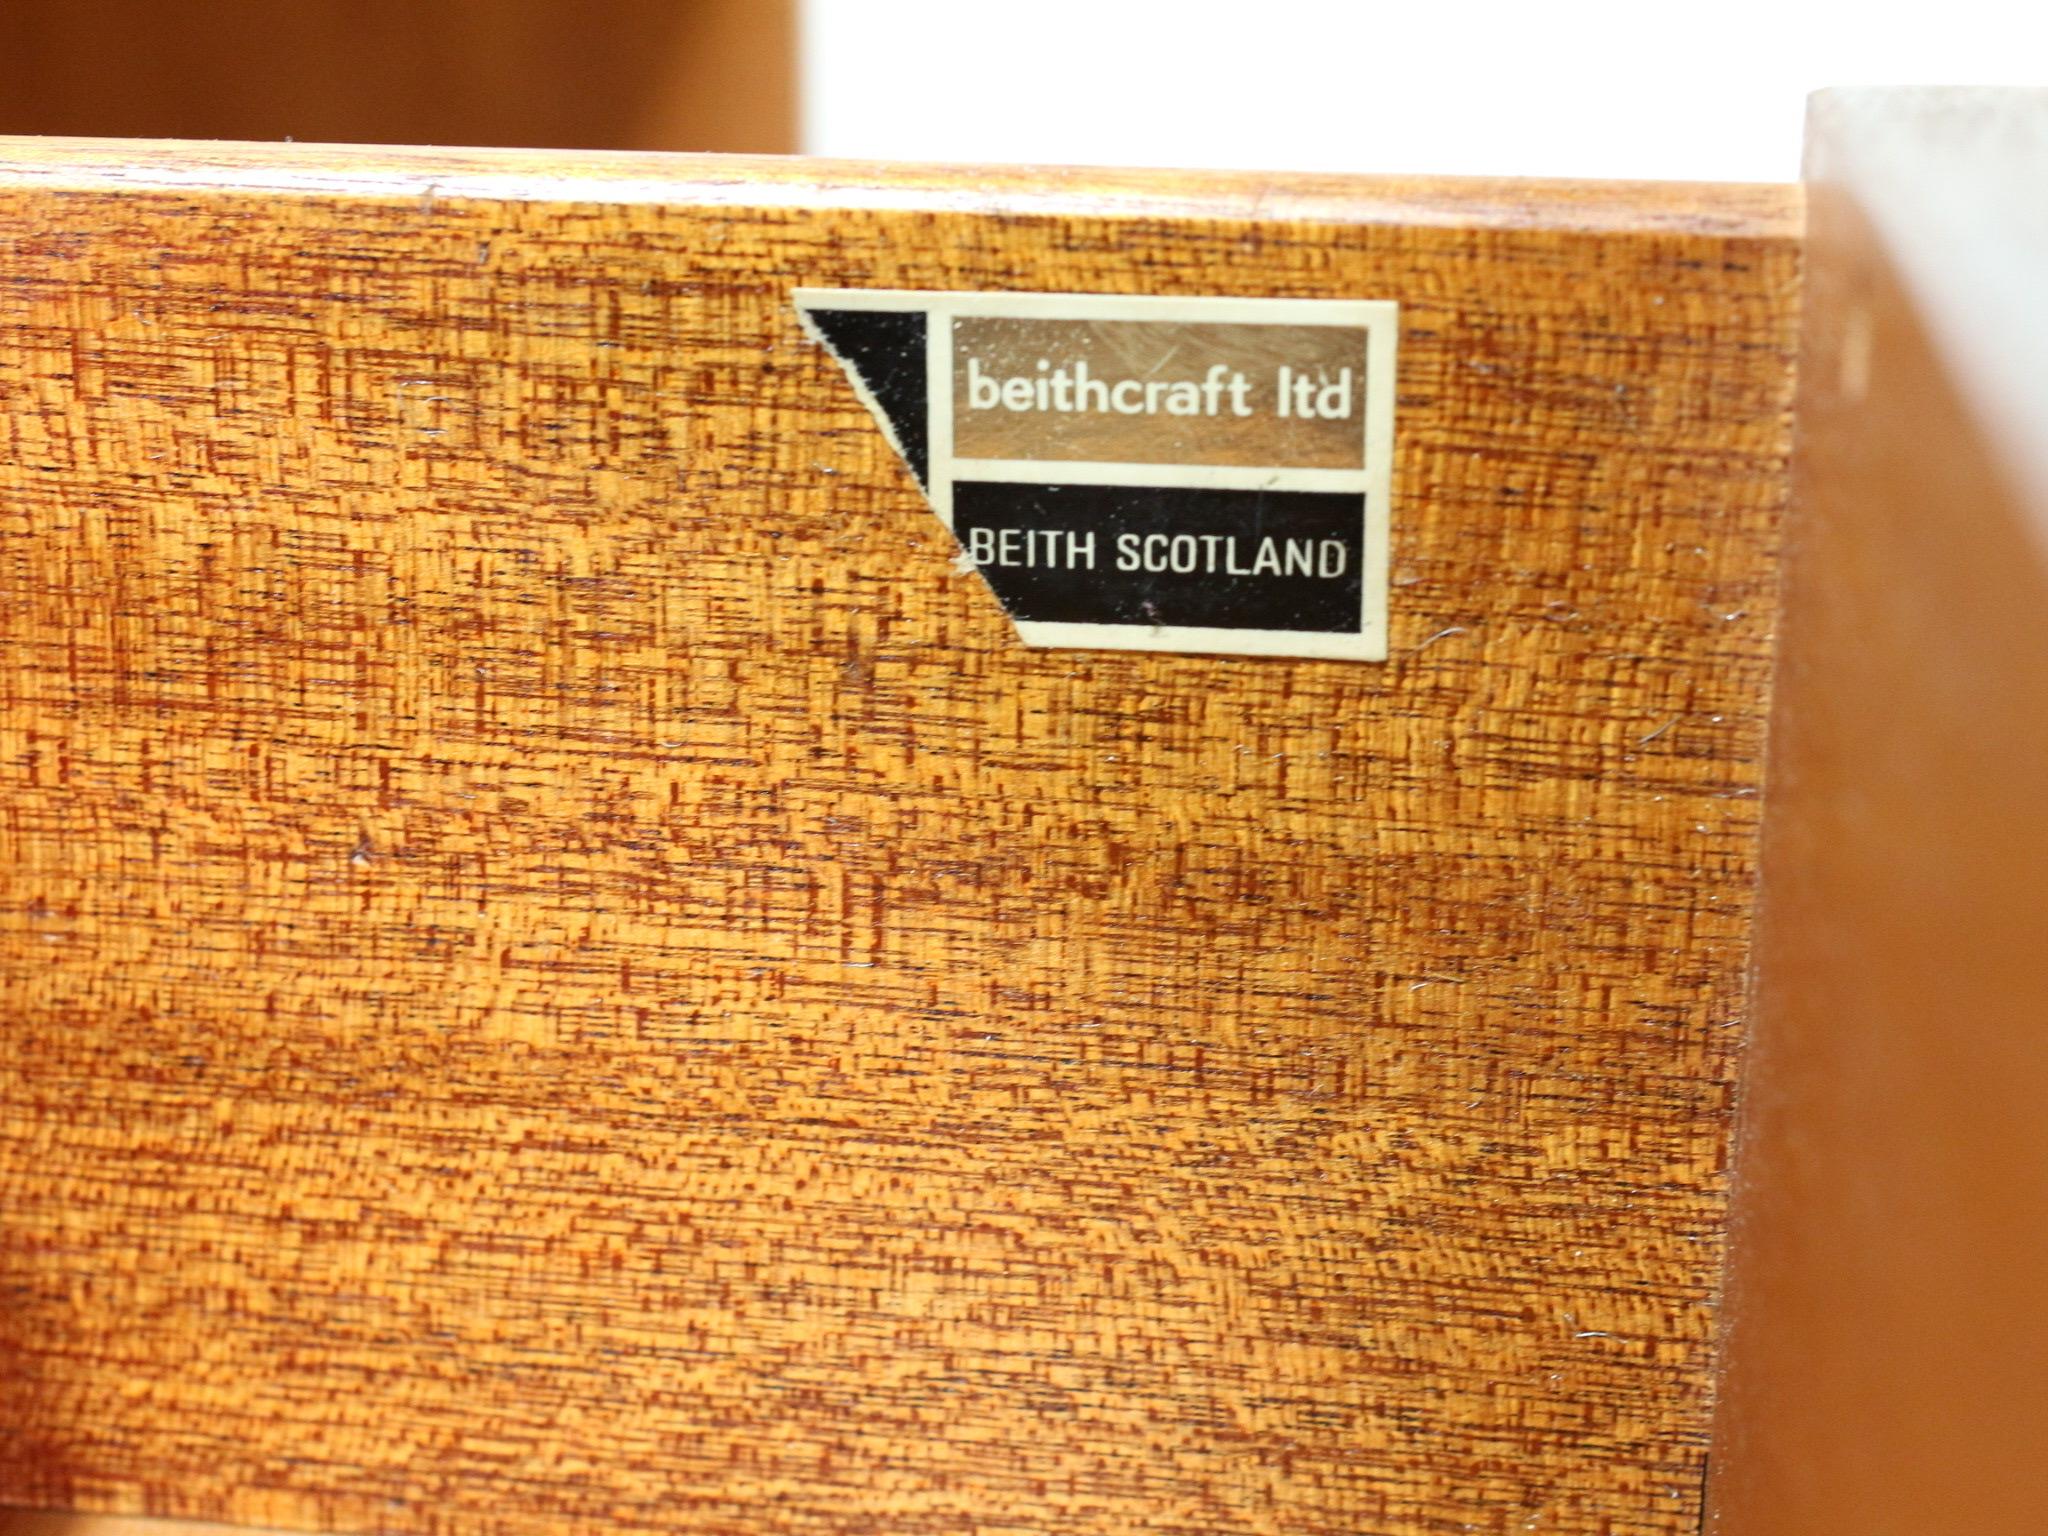 beithcraft ltd
BEITH SCOTLAND